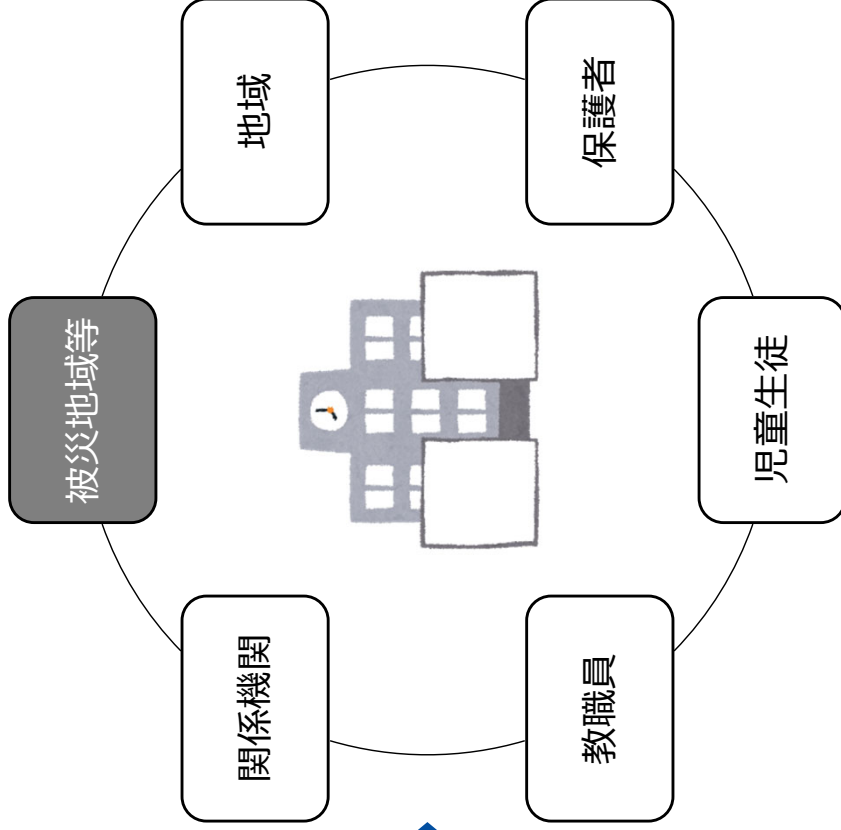 被災地域等
地域
保護者
児童生徒
教職員
関係機関